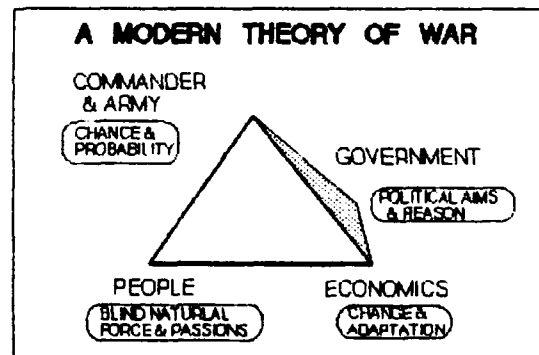 A MODERN THEORY OF WAR
COMMANDER
& ARMY
CHANCE &
PROBABILITY
GOVERNMENT
POLITICAL AIMS
& REASON
PEOPLE
BLIND NATURIAL
FORCE & PASSIONS
ECONOMICS
CHANGE &
ADAPTATION